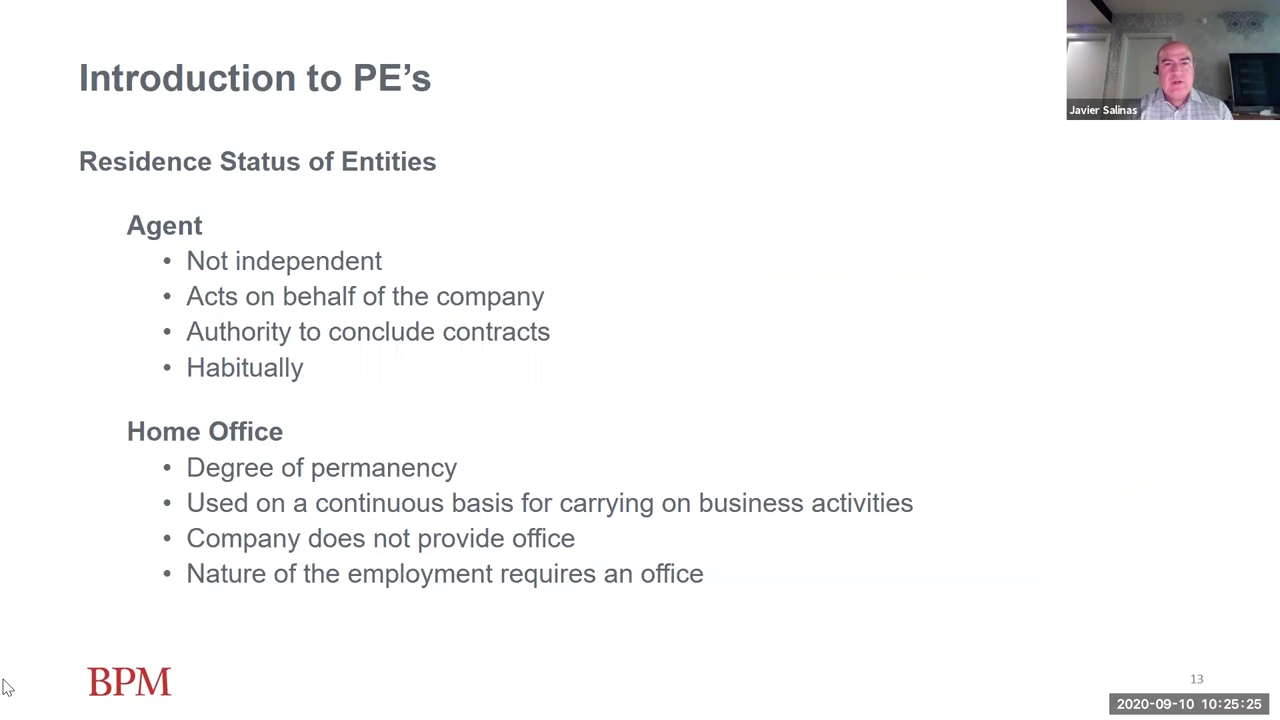 Introduction to PE's
Javier Salinas
Residence Status of Entities
Agent
• Not independent
• Acts on behalf of the company
• Authority to conclude contracts
• Habitually
Home Office
• Degree of permanency
• Used on a continuous basis for carrying on business activities
• Company does not provide office
• Nature of the employment requires an office
BPM
13
2020-09-10 10:25:25